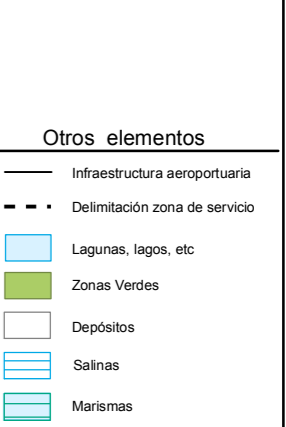 Otros elementos
Infraestructura aeroportuaria
Delimitación zona de servicio
Lagunas, lagos, etc
Zonas Verdes
Depósitos
Salinas
Marismas